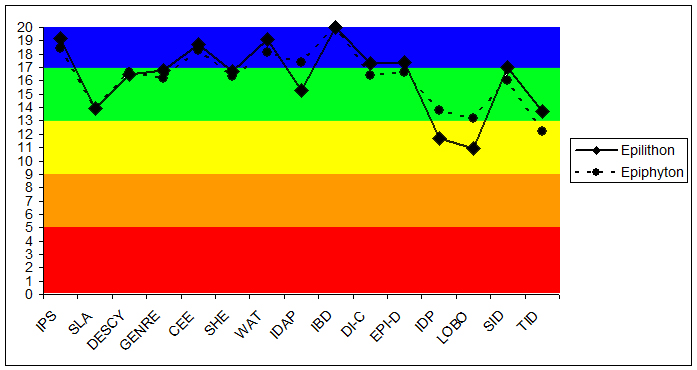 20
19
18
17
16
15
14
13
12
11
10
9
8
7
6
5
4
3
2
1
0
Epilithon
Epiphyton
IPS
SLA
DESCY
GENRE
CEE
SHE
WAT
IDAP
IBD
DI-C
EPI-D
IDP
LOBO
SID
TID